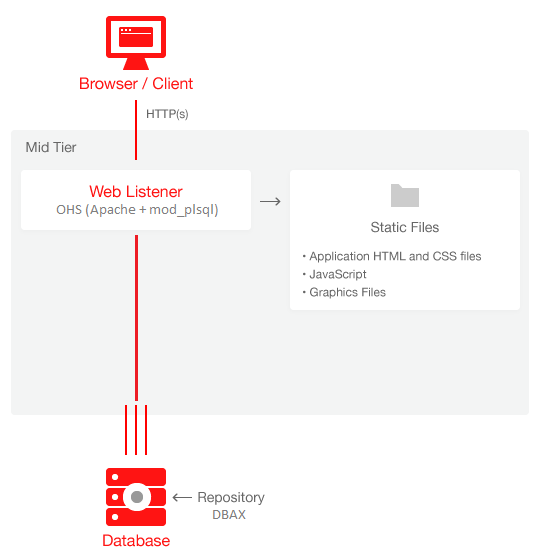 Browser / Client
HTTP(s)
Mid Tier
Web Listener
OHS (Apache + mod_plsql)
Static Files
• Application HTML and CSS files
• JavaScript
• Graphics Files
Repository
DBAX
Database